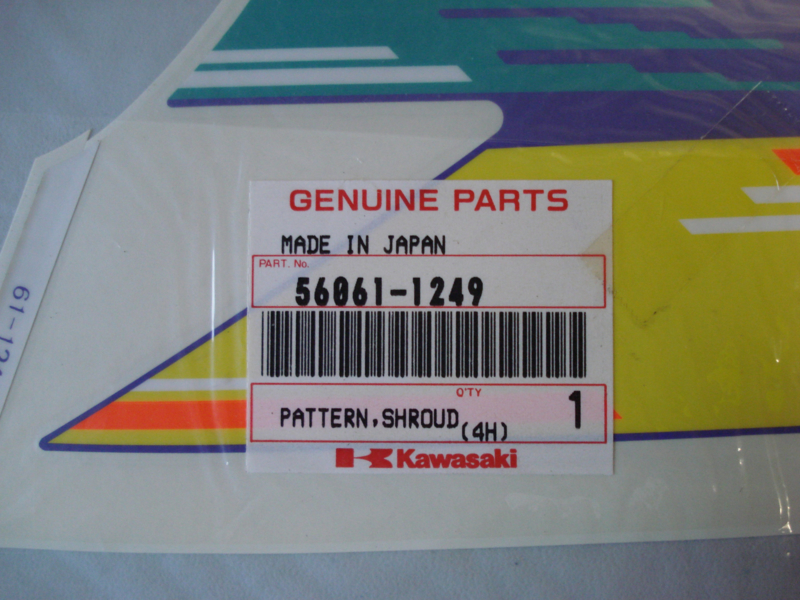 GENUINE PARTS
MADE IN JAPAN
PART. No.
56061-1249
Q'TY
PATTERN,SHROUD (4H) 1
Kawasaki